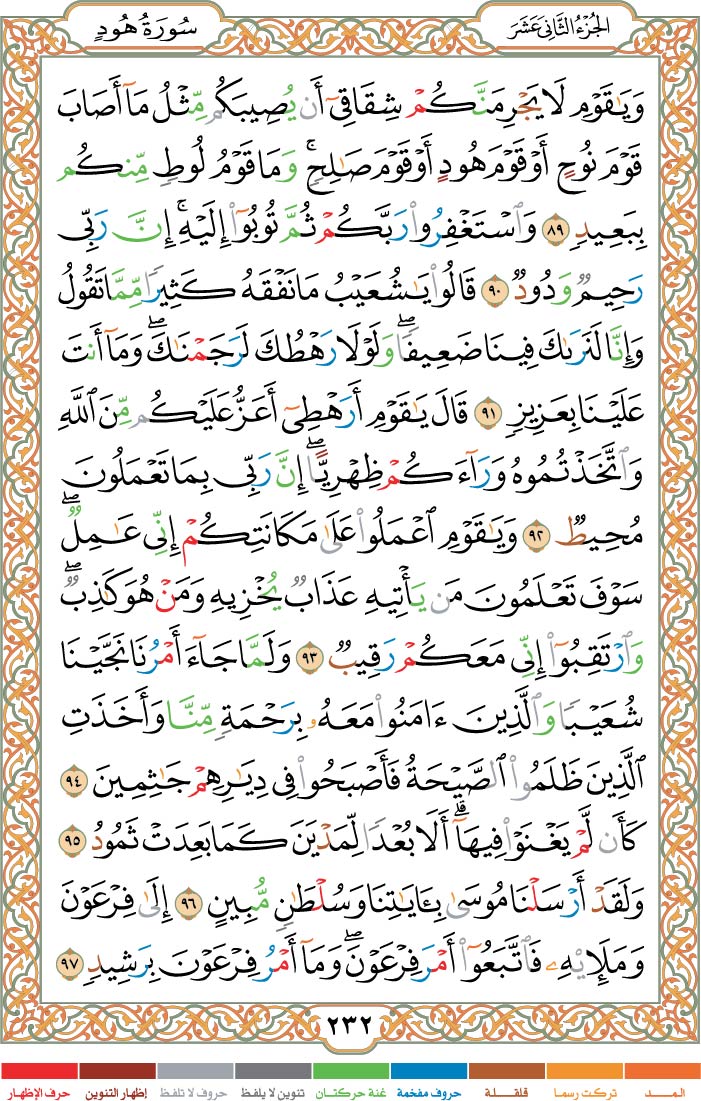 الجُزْءُ الثَّانِي عَشَرَ
سُورَةُ هُودٍ
وَيَٰقَوْمِ لَا يَجْرِمَنَّكُمْ شِقَاقِىٓ أَن يُصِيبَكُم مِّثْلُ مَآ أَصَابَ
قَوْمَ نُوحٍ أَوْ قَوْمَ هُودٍ أَوْ قَوْمَ صَٰلِحٍ ۚ وَمَا قَوْمُ لُوطٍ مِّنكُم
بِبَعِيدٍ ٨٩ وَٱسْتَغْفِرُوا۟ رَبَّكُمْ ثُمَّ تُوبُوٓا۟ إِلَيْهِ ۚ إِنَّ رَبِّى
رَحِيمٌ وَدُودٌ ٩٠ قَالُوا۟ يَٰشُعَيْبُ مَا نَفْقَهُ كَثِيرًا مِّمَّا تَقُولُ
وَإِنَّا لَنَرَىٰكَ فِينَا ضَعِيفًا ۖ وَلَوْلَا رَهْطُكَ لَرَجَمْنَٰكَ ۖ وَمَآ أَنتَ
عَلَيْنَا بِعَزِيزٍ ٩١ قَالَ يَٰقَوْمِ أَرَهْطِىٓ أَعَزُّ عَلَيْكُم مِّنَ ٱللَّهِ
وَٱتَّخَذْتُمُوهُ وَرَآءَكُمْ ظِهْرِيًّا ۖ إِنَّ رَبِّى بِمَا تَعْمَلُونَ
مُحِيطٌ ٩٢ وَيَٰقَوْمِ ٱعْمَلُوا۟ عَلَىٰ مَكَانَتِكُمْ إِنِّى عَٰمِلٌ ۖ
سَوْفَ تَعْلَمُونَ مَن يَأْتِيهِ عَذَابٌ يُخْزِيهِ وَمَنْ هُوَ كَٰذِبٌ ۖ
وَٱرْتَقِبُوٓا۟ إِنِّى مَعَكُمْ رَقِيبٌ ٩٣ وَلَمَّا جَآءَ أَمْرُنَا نَجَّيْنَا
شُعَيْبًا وَٱلَّذِينَ ءَامَنُوا۟ مَعَهُۥ بِرَحْمَةٍ مِّنَّا وَأَخَذَتِ
ٱلَّذِينَ ظَلَمُوا۟ ٱلصَّيْحَةُ فَأَصْبَحُوا۟ فِى دِيَٰرِهِمْ جَٰثِمِينَ ٩٤
كَأَن لَّمْ يَغْنَوْا۟ فِيهَآ ۗ أَلَا بُعْدًا لِّمَدْيَنَ كَمَا بَعِدَتْ ثَمُودُ ٩٥
وَلَقَدْ أَرْسَلْنَا مُوسَىٰ بِـَٔايَٰتِنَا وَسُلْطَٰنٍ مُّبِينٍ ٩٦ إِلَىٰ فِرْعَوْنَ
وَمَلَإِي۟هِۦ فَٱتَّبَعُوٓا۟ أَمْرَ فِرْعَوْنَ ۖ وَمَآ أَمْرُ فِرْعَوْنَ بِرَشِيدٍ ٩٧
٢٣٢
المـــد تركت رسما قلقلة حروف مفخمة غنة حركتان تنوين لا يلفظ حروف لا تلفظ إظهار التنوين حرف الإظهار